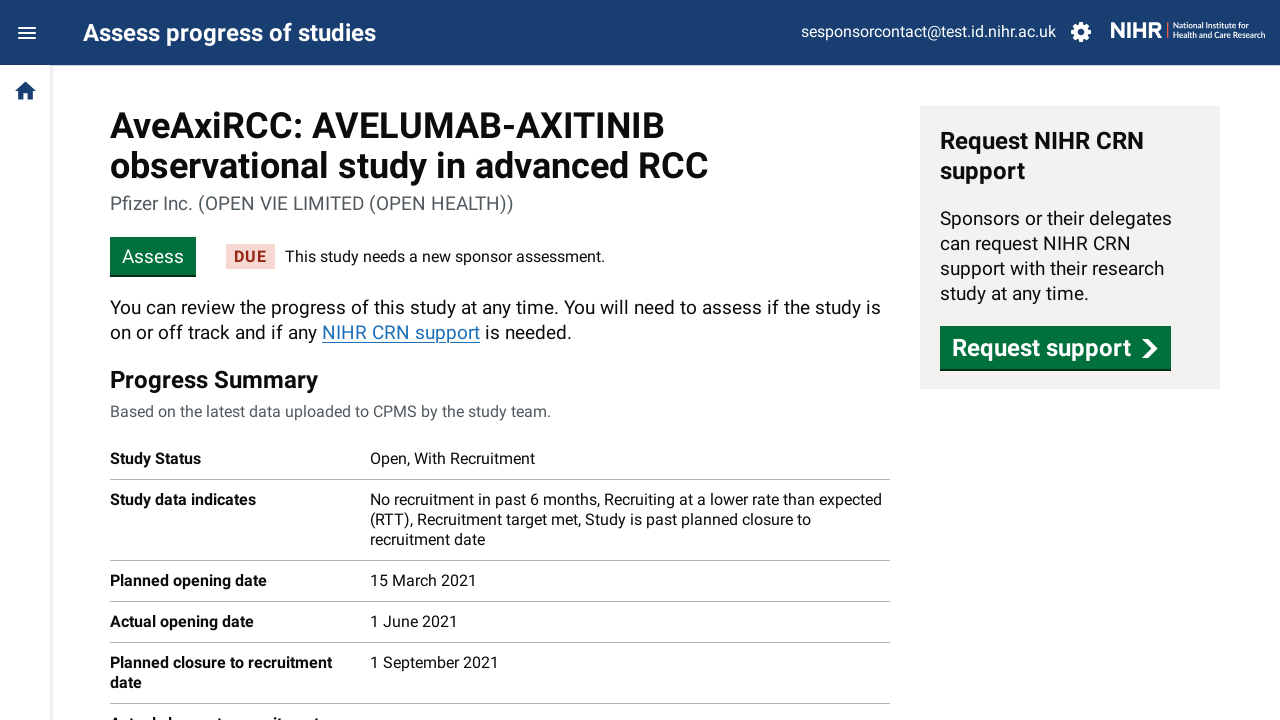 Assess progress of studies
sesponsorcontact@test.id.nihr.ac.uk
NIHR | National Institute for
Health and Care Research
AveAxiRCC: AVELUMAB-AXITINIB
observational study in advanced RCC
Pfizer Inc. (OPEN VIE LIMITED (OPEN HEALTH))
Assess
DUE
This study needs a new sponsor assessment.
You can review the progress of this study at any time. You will need to assess if the study is
on or off track and if any NIHR CRN support is needed.
Progress Summary
Based on the latest data uploaded to CPMS by the study team.
Study Status
Open, With Recruitment
Study data indicates
No recruitment in past 6 months, Recruiting at a lower rate than expected
(RTT), Recruitment target met, Study is past planned closure to
recruitment date
Planned opening date
15 March 2021
Actual opening date
1 June 2021
Planned closure to recruitment
date
1 September 2021
Request NIHR CRN
support
Sponsors or their delegates
can request NIHR CRN
support with their research
study at any time.
Request support